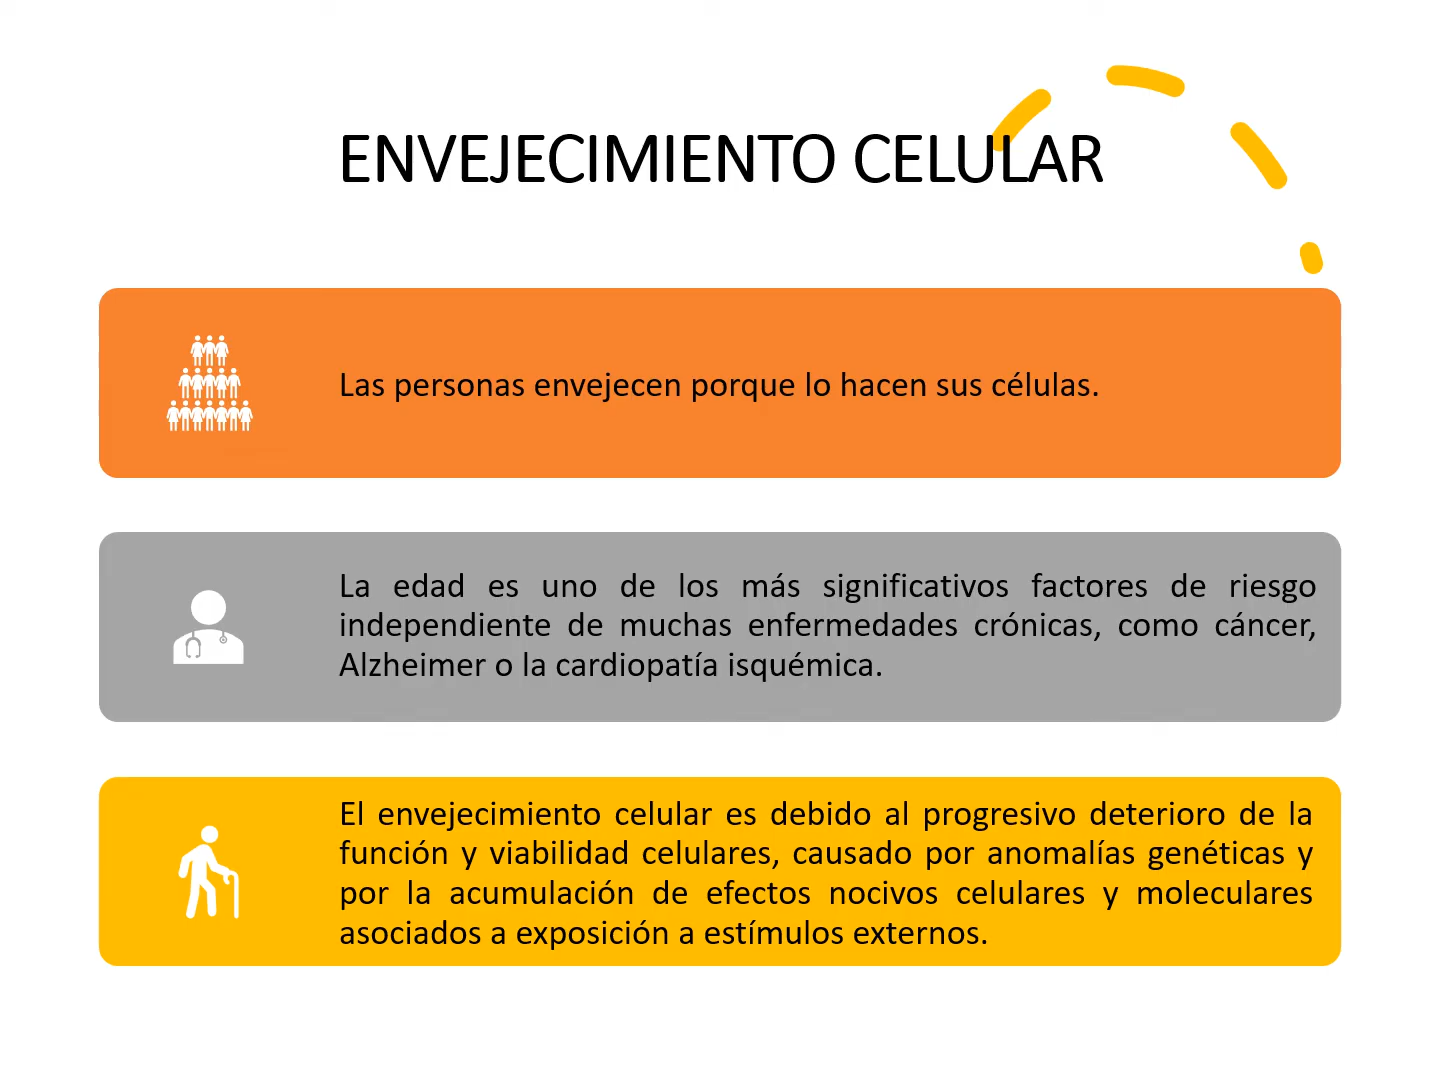 ENVEJECIMIENTO CELULAR
Las personas envejecen porque lo hacen sus células.
La edad es uno de los más significativos factores de riesgo
independiente de muchas enfermedades crónicas, como cáncer,
Alzheimer o la cardiopatía isquémica.
El envejecimiento celular es debido al progresivo deterioro de la
función y viabilidad celulares, causado por anomalías genéticas y
por la acumulación de efectos nocivos celulares y moleculares
asociados a exposición a estímulos externos.